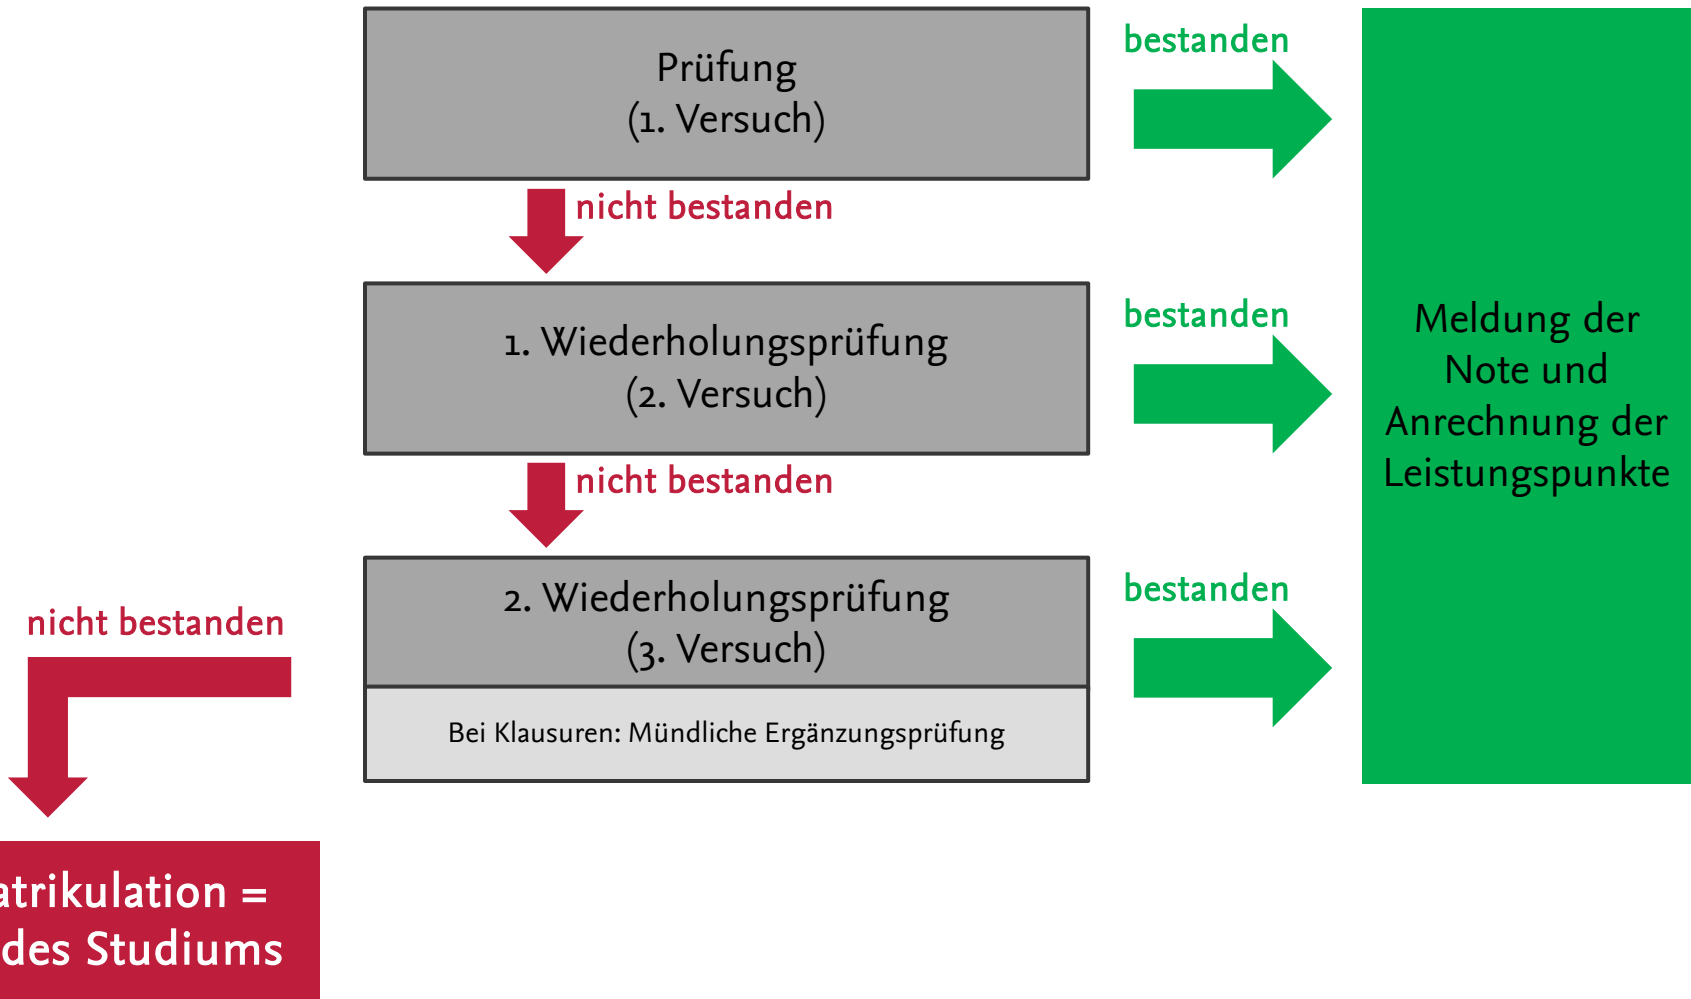 Prüfung
(1. Versuch)
bestanden
nicht bestanden
1. Wiederholungsprüfung
(2. Versuch)
bestanden
nicht bestanden
2. Wiederholungsprüfung
(3. Versuch)
bestanden
Bei Klausuren: Mündliche Ergänzungsprüfung
Meldung der
Note und
Anrechnung der
Leistungspunkte
nicht bestanden
atrikulation =
des Studiums